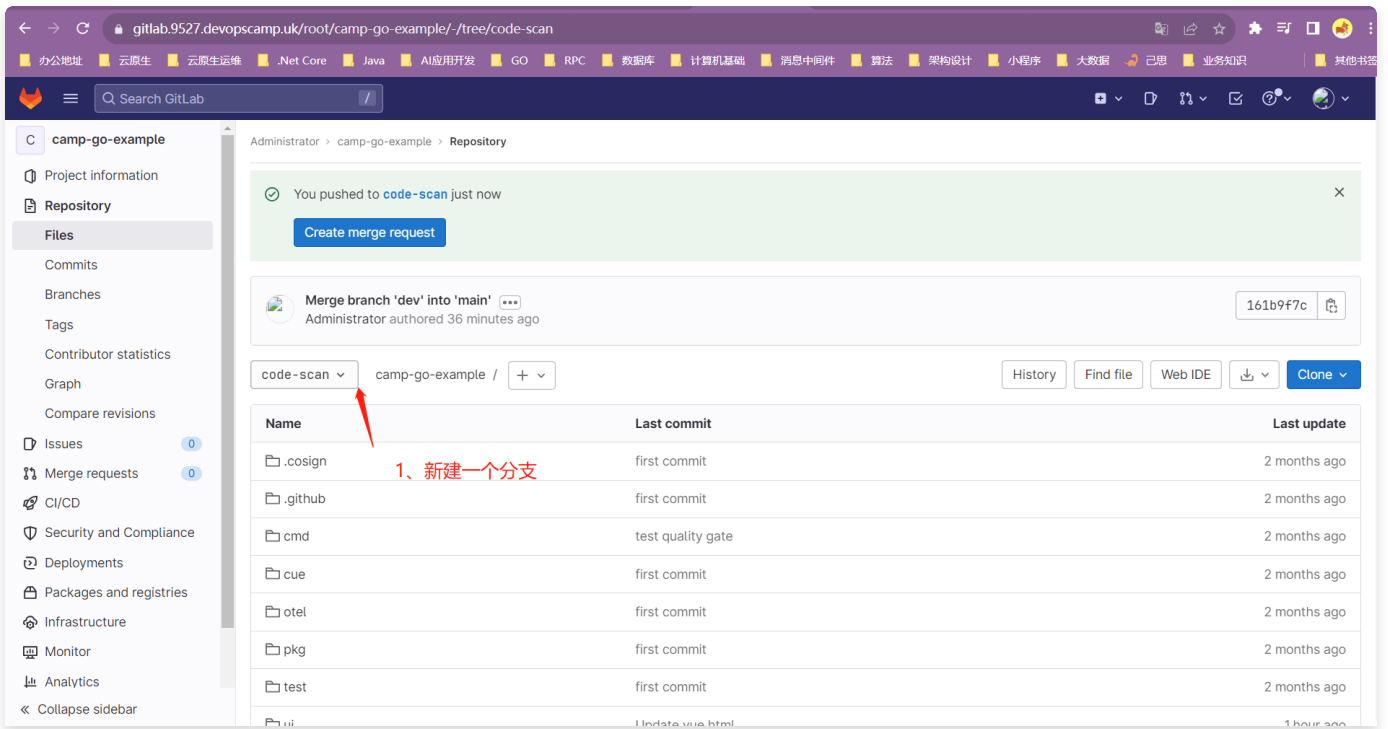 gitlab.9527.devopscamp.uk/root/camp-go-example/-/tree/code-scan
办公地址 云原生 云原生运维 .Net Core Java AI应用开发 GO RPC 数据库 计算机基础 消息中间件 算法 架构设计 小程序 大数据 己思 业务知识 其他书签
Search GitLab /
C camp-go-example
Project information
Repository
Files
Commits
Branches
Tags
Contributor statistics
Graph
Compare revisions
Issues 0
Merge requests 0
CI/CD
Security and Compliance
Deployments
Packages and registries
Infrastructure
Monitor
Analytics
« Collapse sidebar
Administrator › camp-go-example › Repository
You pushed to code-scan just now
Create merge request
Merge branch 'dev' into 'main'
Administrator authored 36 minutes ago
161b9f7c
code-scan camp-go-example / +
History Find file Web IDE Clone
1、新建一个分支
Name Last commit Last update
.cosign first commit 2 months ago
.github first commit 2 months ago
cmd test quality gate 2 months ago
cue first commit 2 months ago
otel first commit 2 months ago
pkg first commit 2 months ago
test first commit 2 months ago
ui Update vue html 1 hour ago